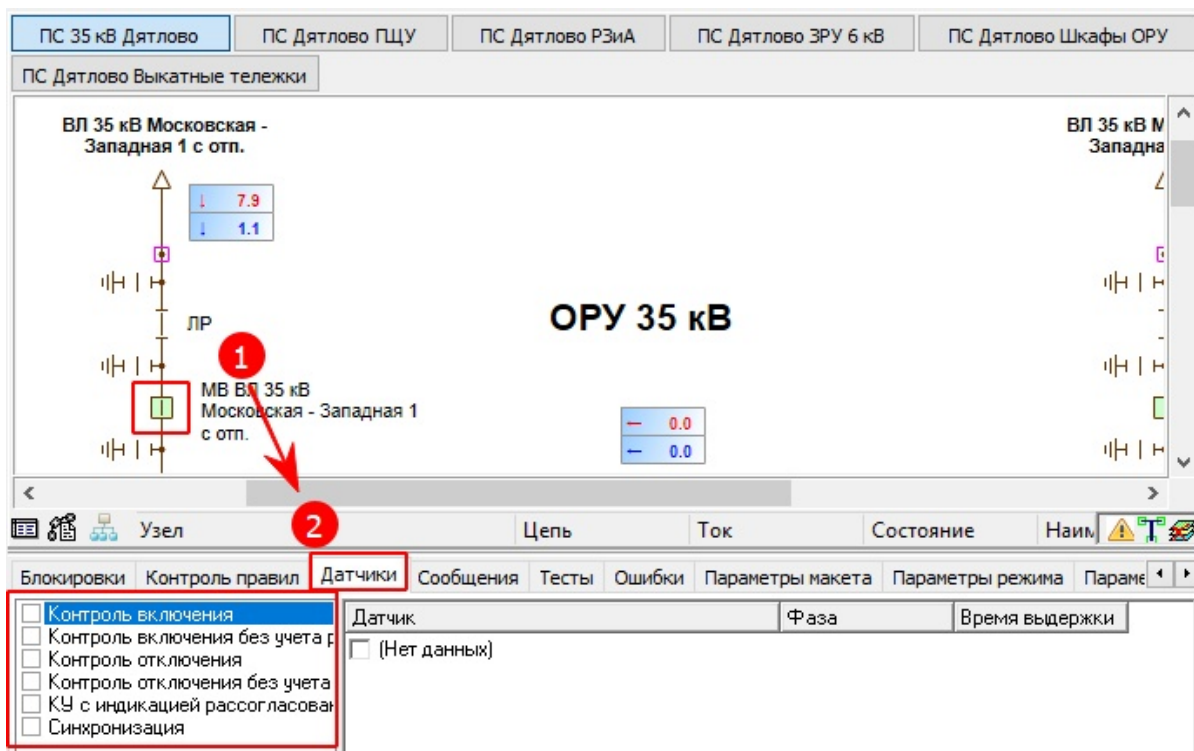 ПС 35 кВ Дятлово
ПС Дятлово ГЩУ
ПС Дятлово РЗиА
ПС Дятлово ЗРУ 6 кВ
ПС Дятлово Шкафы ОРУ
ПС Дятлово Выкатные тележки
ВЛ 35 кВ Московская -
Западная 1 с отп.
ВЛ 35 кВ М
Западна
7.9
1.1
ЛР
ОРУ 35 кВ
1
МВ ВЛ 35 кВ
Московская - Западная 1
с отп.
0.0
0.0
2
Узел
Цепь
Ток
Состояние
Наим
Блокировки
Контроль правил
Датчики
Сообщения
Тесты
Ошибки
Параметры макета
Параметры режима
Параме
Контроль включения
Контроль включения без учета р
Контроль отключения
Контроль отключения без учета
КУ с индикацией рассогласован
Синхронизация
Датчик
Фаза
Время выдержки
(Нет данных)